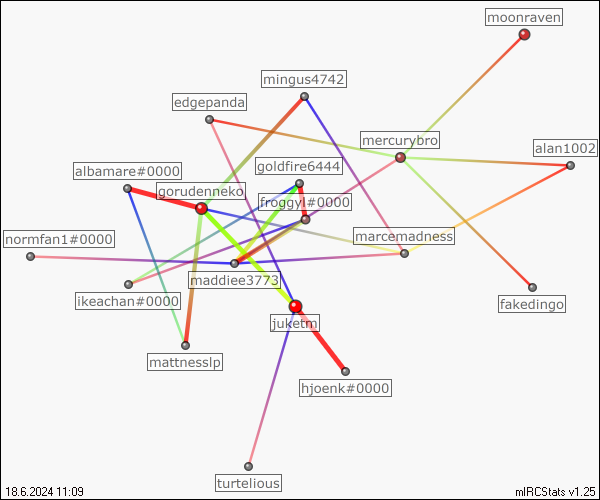 moonraven
mingus4742
edgepanda
mercurybro
alan1002
goldfire6444
albamare#0000
gorudenneko
froggyl#0000
normfan1#0000
marcemadness
maddiee3773
ikeachan#0000
fakedingo
juketm
mattnesslp
hjoenk#0000
turtelious
18.6.2024 11:09
mIRCStats v1.25